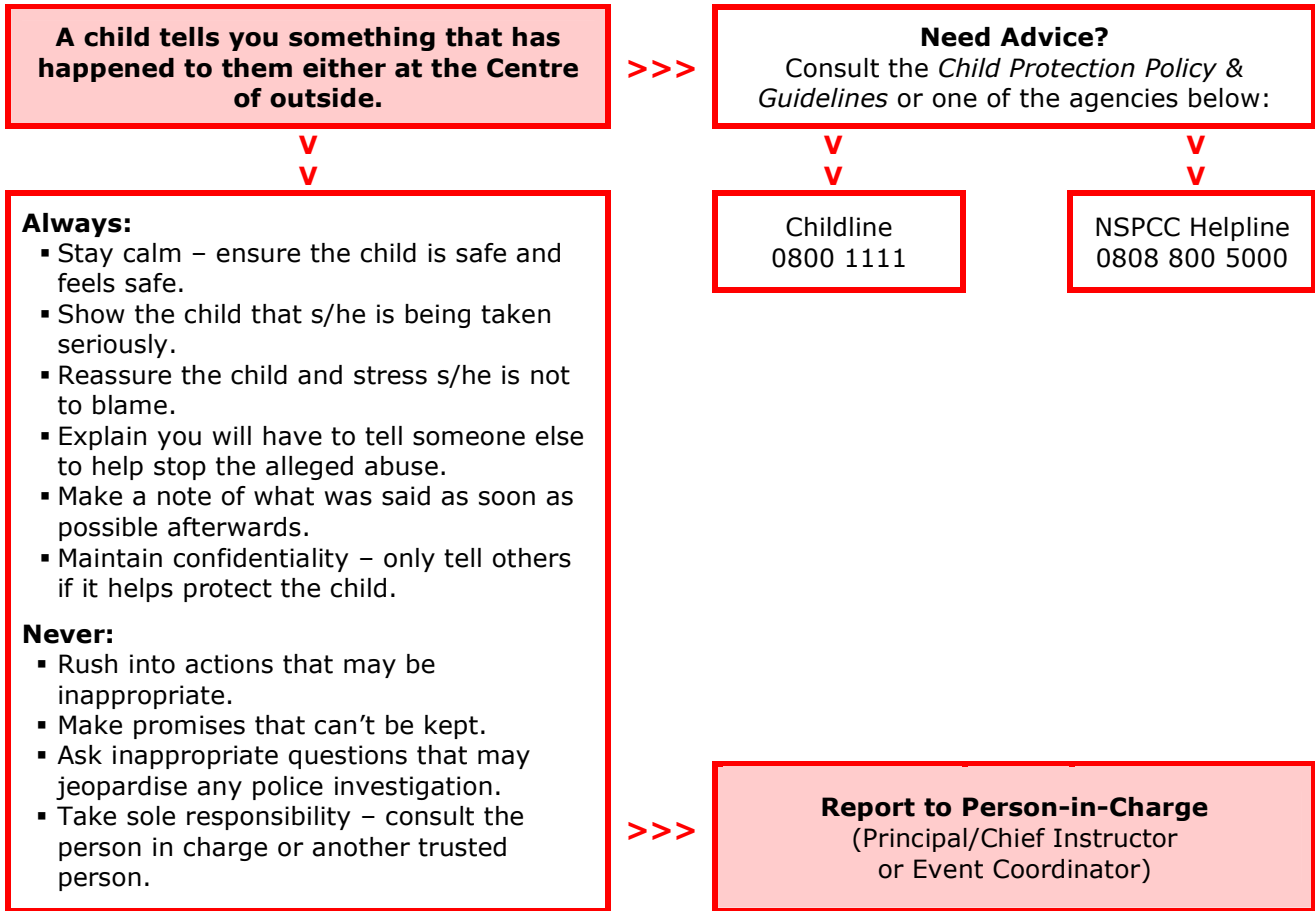 A child tells you something that has
happened to them either at the Centre
of outside.
>>>
Need Advice?
Consult the Child Protection Policy &
Guidelines or one of the agencies below:
v
v
v
v
v
v
Always:
▪ Stay calm – ensure the child is safe and
feels safe.
▪ Show the child that s/he is being taken
seriously.
▪ Reassure the child and stress s/he is not
to blame.
▪ Explain you will have to tell someone else
to help stop the alleged abuse.
▪ Make a note of what was said as soon as
possible afterwards.
▪ Maintain confidentiality – only tell others
if it helps protect the child.
Never:
▪ Rush into actions that may be
inappropriate.
▪ Make promises that can't be kept.
▪ Ask inappropriate questions that may
jeopardise any police investigation.
▪ Take sole responsibility – consult the
person in charge or another trusted
person.
Childline
0800 1111
NSPCC Helpline
0808 800 5000
>>>
Report to Person-in-Charge
(Principal/Chief Instructor
or Event Coordinator)